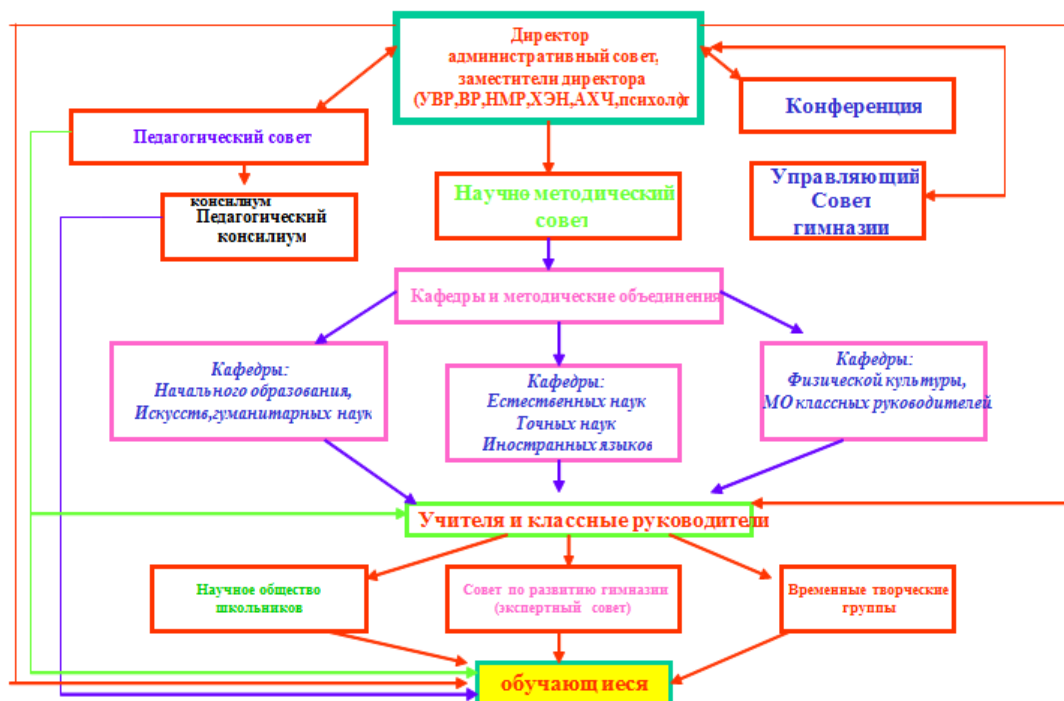 Директор
административный совет,
заместители директора
(УВР,ВР,НМР,ХЭН,АХЧ,психолог
Конференция
Педагогический совет
Научно методический
совет
Управляющий
Совет
гимназии
консилиум
Педагогический
консилиум
Кафедры и методические объединения
Кафедры:
Начального образования,
Искусств,гуманитарных наук
Кафедры:
Естественных наук
Точных наук
Иностранных языков
Кафедры:
Физической культуры,
МО классных руководителей
Учителя и классные руководители
Научное общество
школьников
Совет по развитию гимназии
(экспертный совет)
Временные творческие
группы
обучающиеся